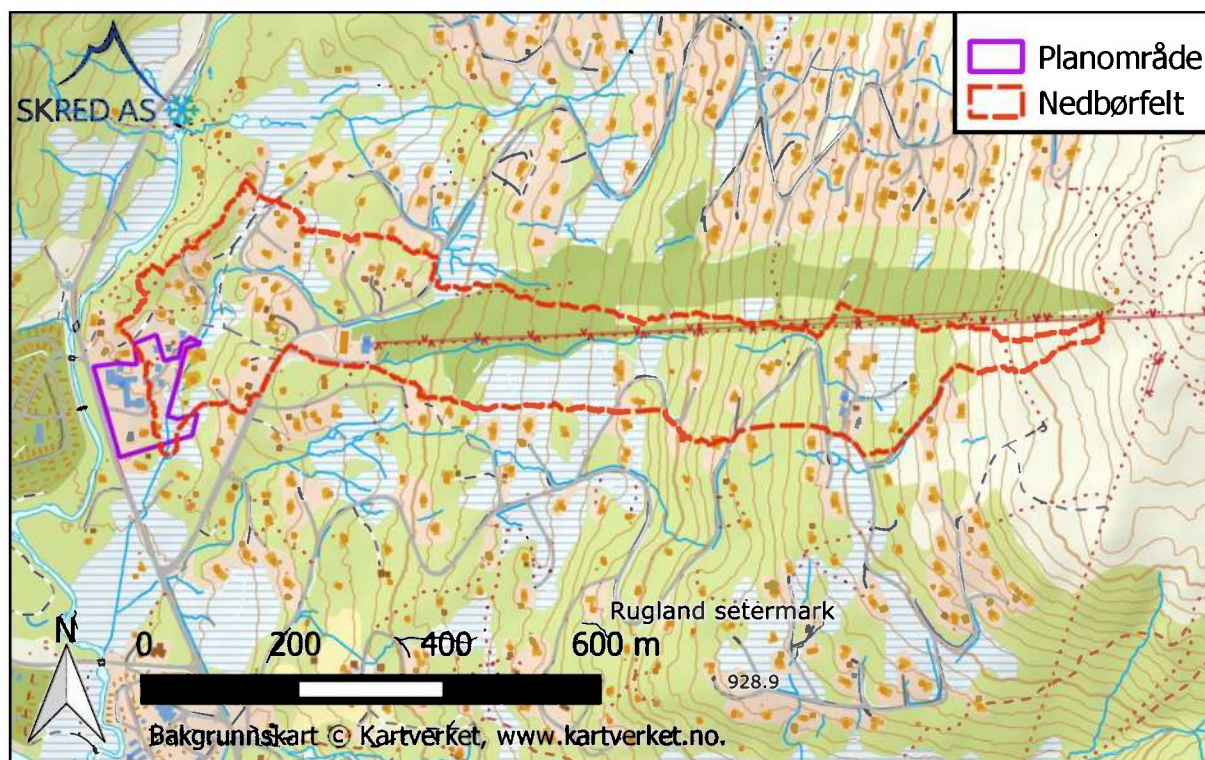 SKRED AS
Planområde
Nedbørfelt
Rugland setermark
928.9
N
0 200 400 600 m
Bakgrunnskart © Kartverket, www.kartverket.no.